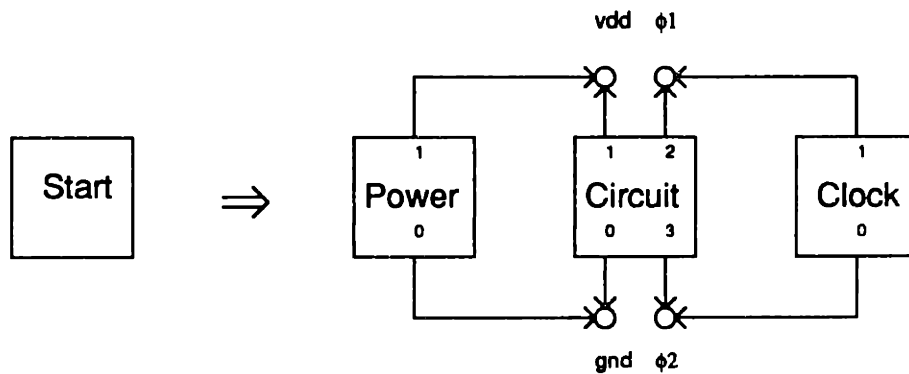 vdd φ1
1 1 2 1
Start ⇒ Power Circuit Clock
0 0 3 0
gnd φ2